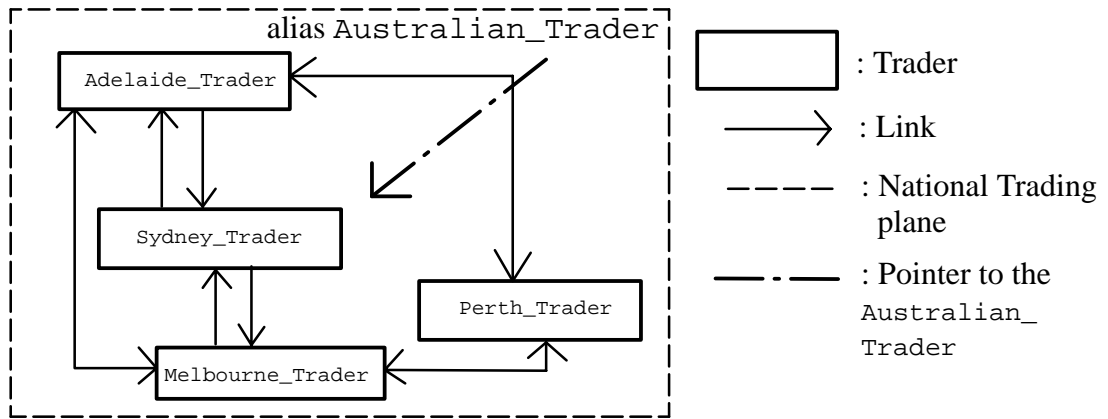 alias Australian_Trader
Adelaide_Trader
Sydney_Trader
Perth_Trader
Melbourne_Trader
: Trader
: Link
: National Trading
plane
: Pointer to the
Australian_
Trader